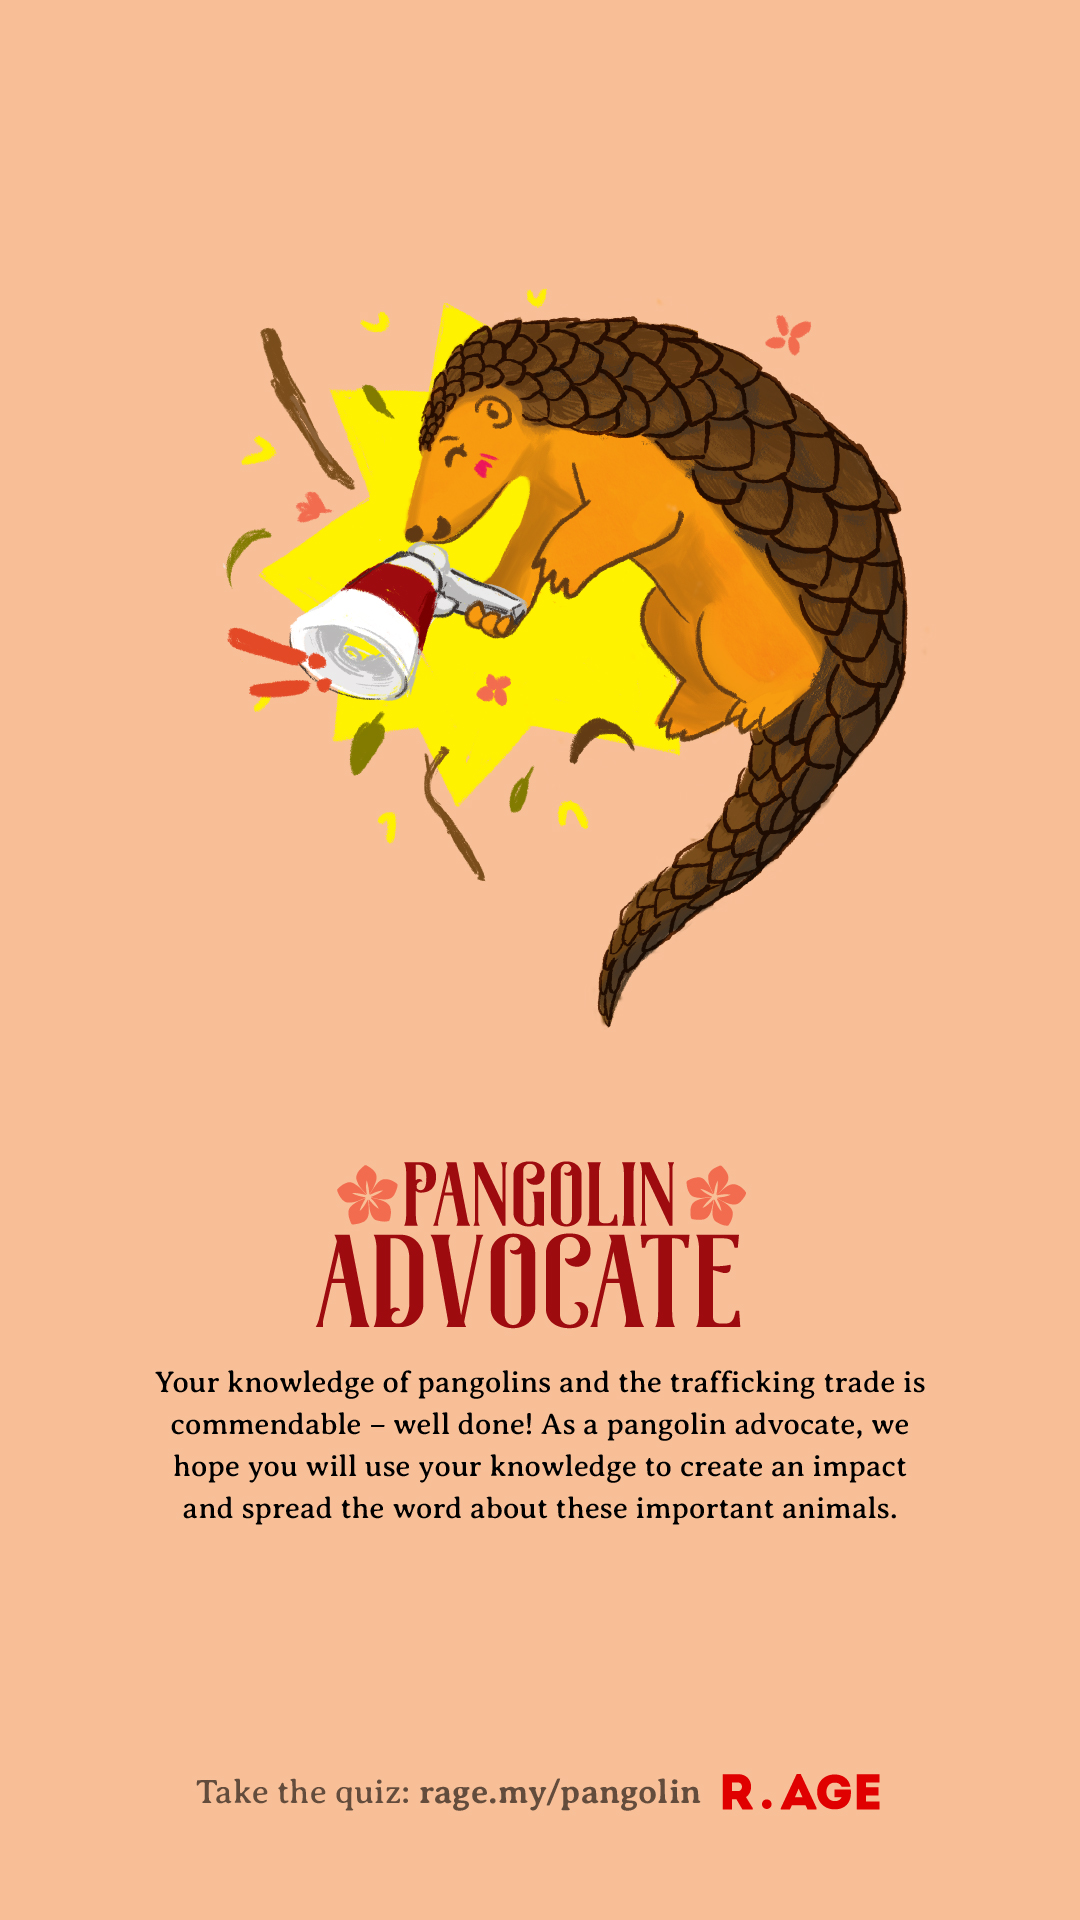 PANGOLIN
ADVOCATE
Your knowledge of pangolins and the trafficking trade is
commendable – well done! As a pangolin advocate, we
hope you will use your knowledge to create an impact
and spread the word about these important animals.
Take the quiz: rage.my/pangolin R.AGE